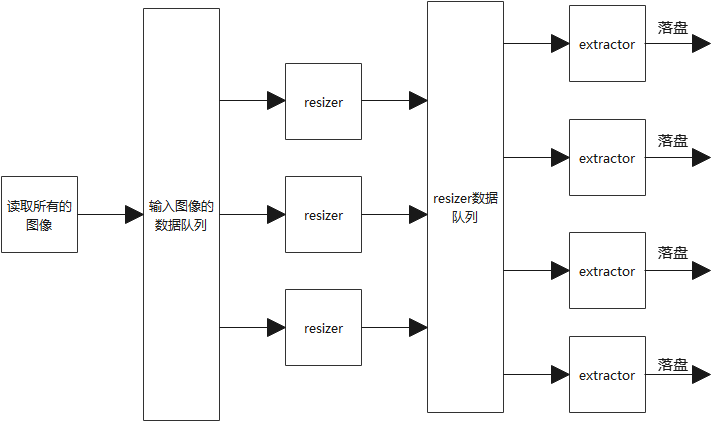 读取所有的
图像
输入图像的
数据队列
resizer
resizer
resizer
resizer数据
队列
extractor
落盘
extractor
落盘
extractor
落盘
extractor
落盘